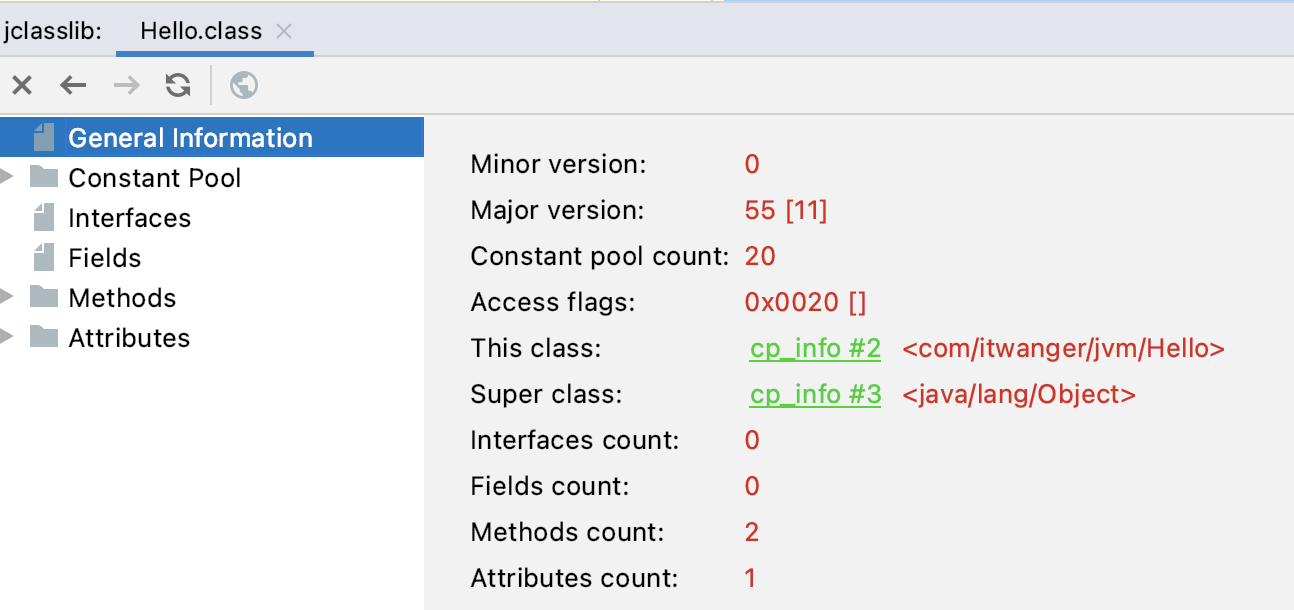 jclasslib: Hello.class
General Information
Constant Pool
Interfaces
Fields
Methods
Attributes
Minor version: 0
Major version: 55 [11]
Constant pool count: 20
Access flags: 0x0020 []
This class: cp_info #2 <com/itwanger/jvm/Hello>
Super class: cp_info #3 <java/lang/Object>
Interfaces count: 0
Fields count: 0
Methods count: 2
Attributes count: 1